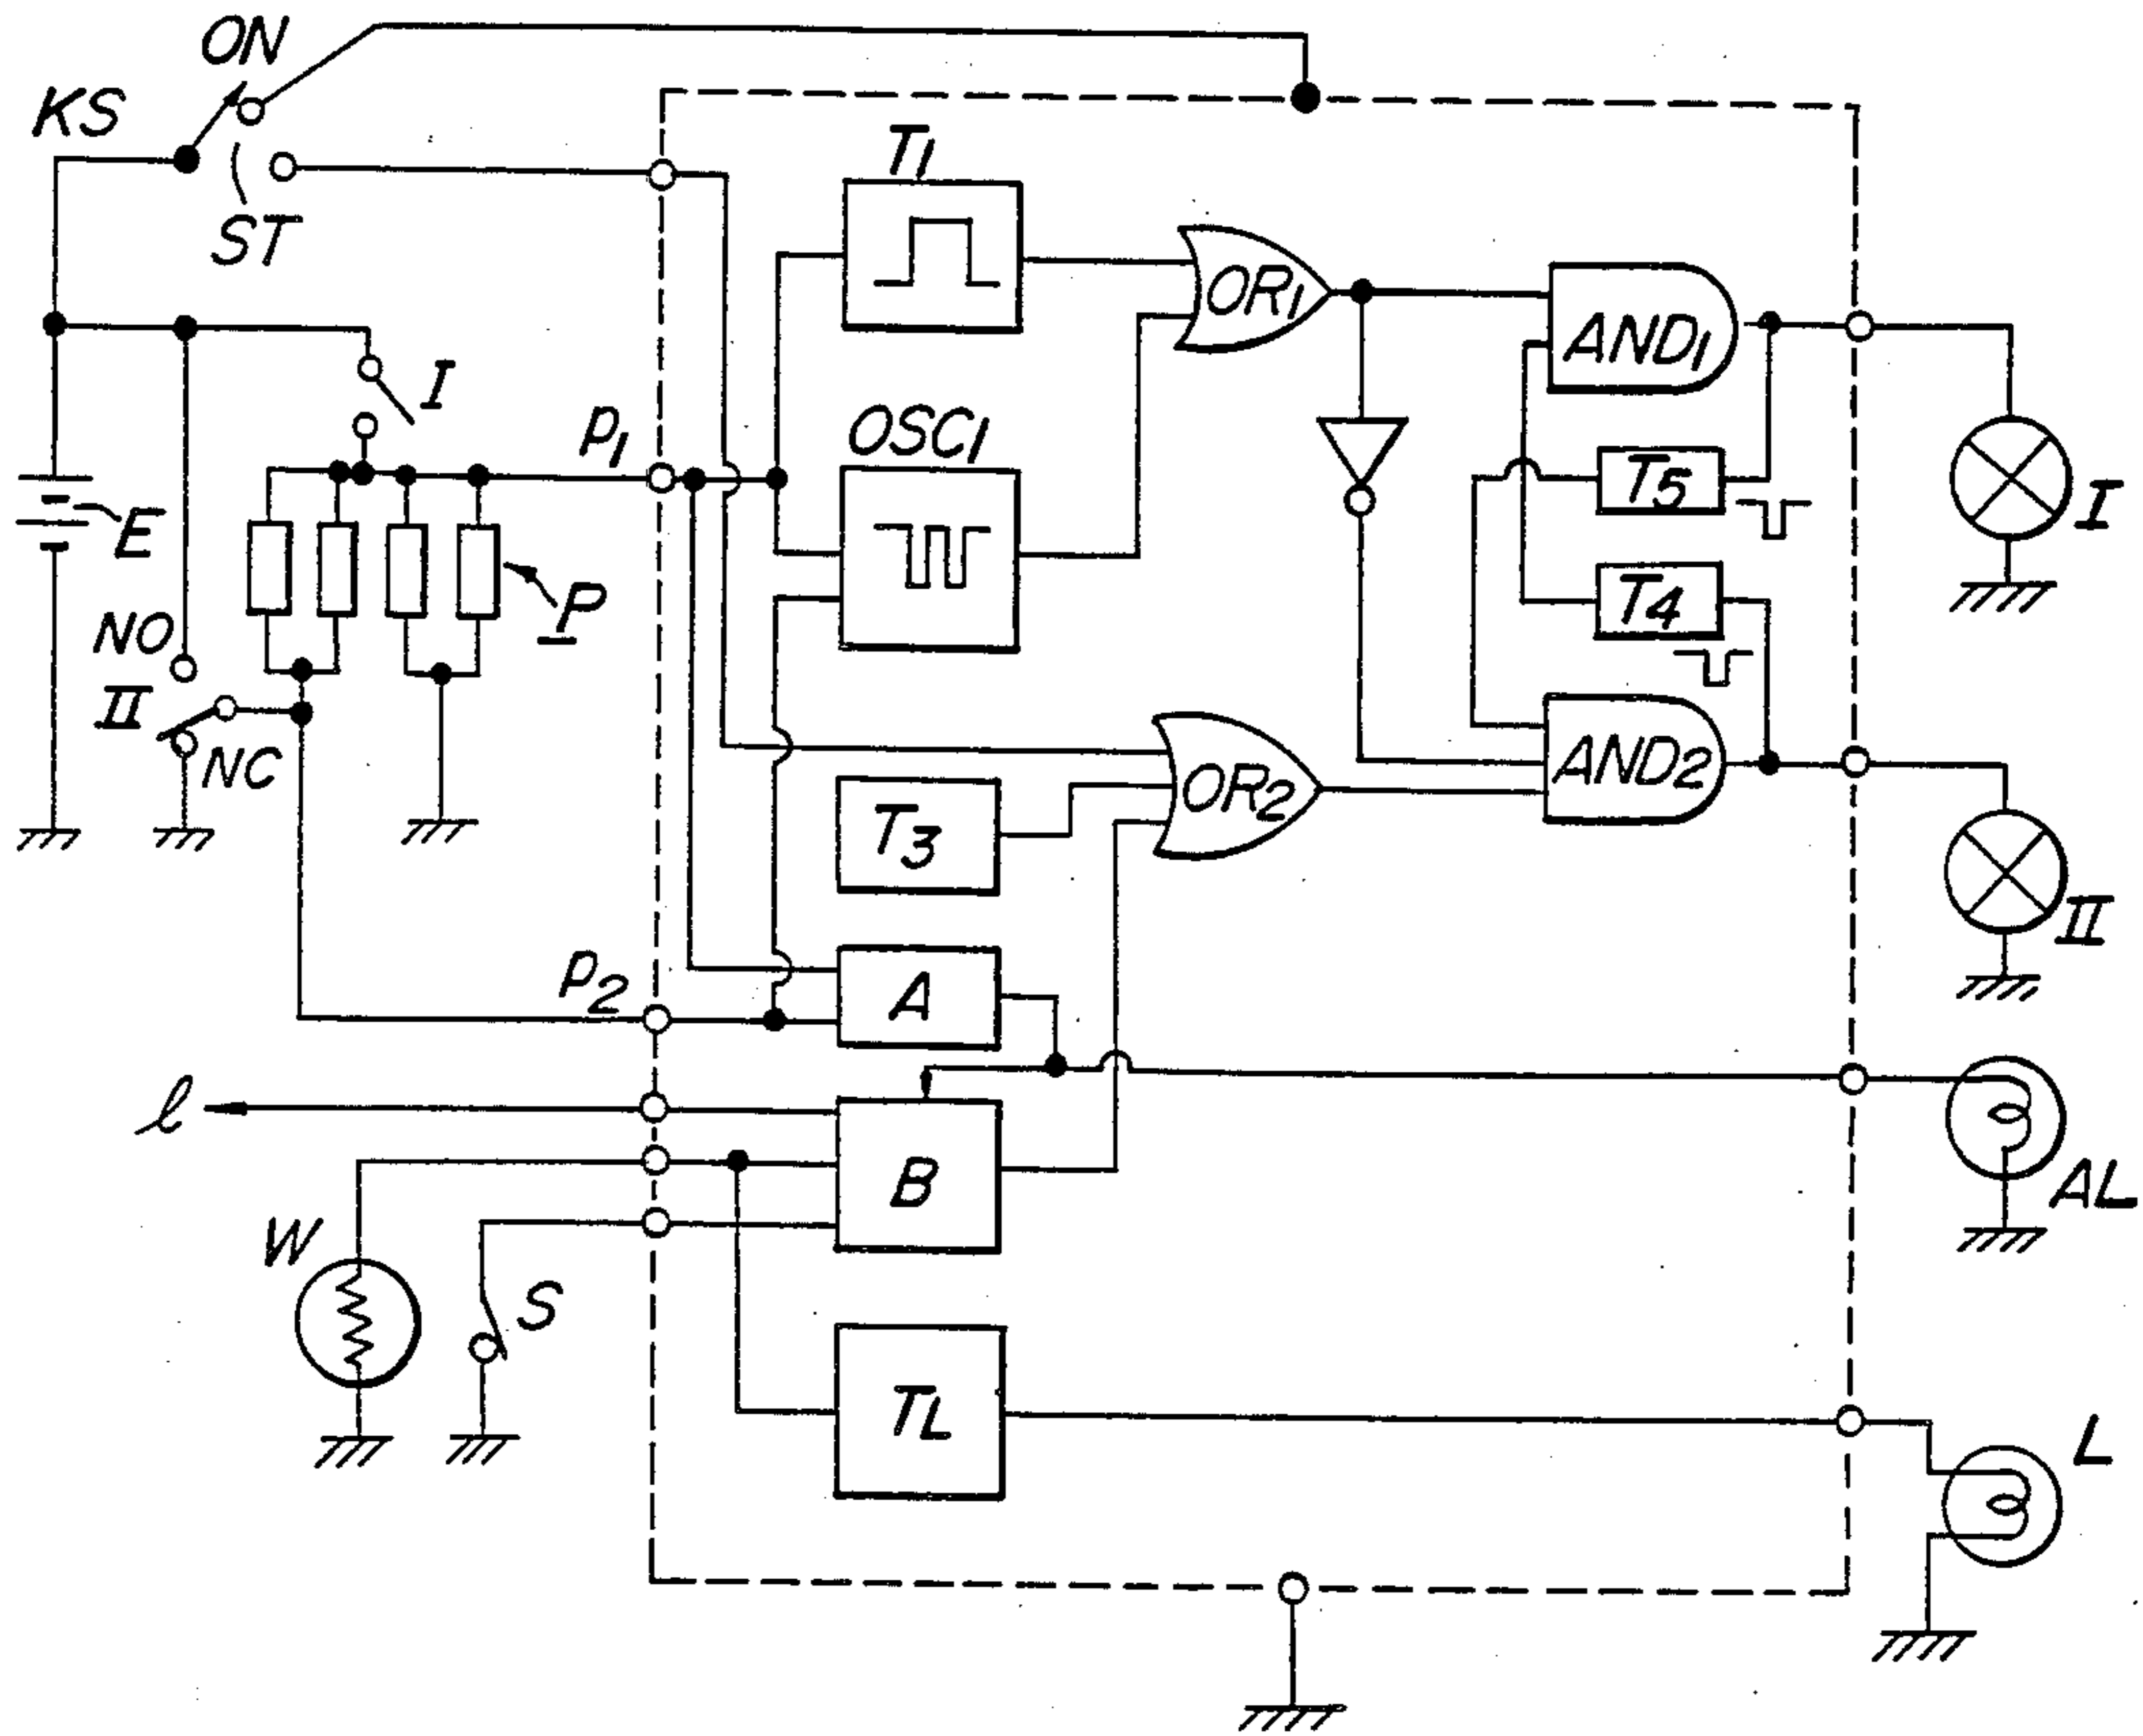 ON
KS
ST
T1
OR1
AND1
I
P1
OSC1
T5
I
E
P
T4
NO
II
NC
AND2
OR2
T3
II
P2
A
l
B
AL
W
S
TL
L